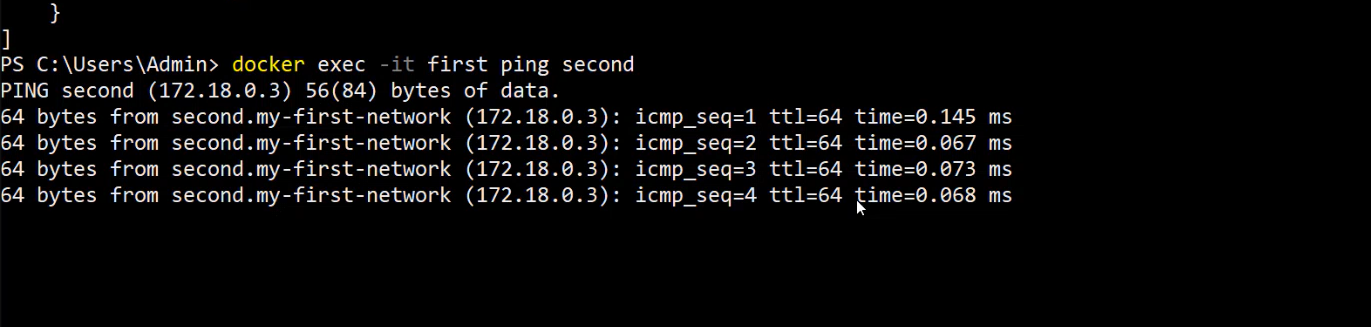 }
]
PS C:\Users\Admin> docker exec -it first ping second
PING second (172.18.0.3) 56(84) bytes of data.
64 bytes from second.my-first-network (172.18.0.3): icmp_seq=1 ttl=64 time=0.145 ms
64 bytes from second.my-first-network (172.18.0.3): icmp_seq=2 ttl=64 time=0.067 ms
64 bytes from second.my-first-network (172.18.0.3): icmp_seq=3 ttl=64 time=0.073 ms
64 bytes from second.my-first-network (172.18.0.3): icmp_seq=4 ttl=64 time=0.068 ms